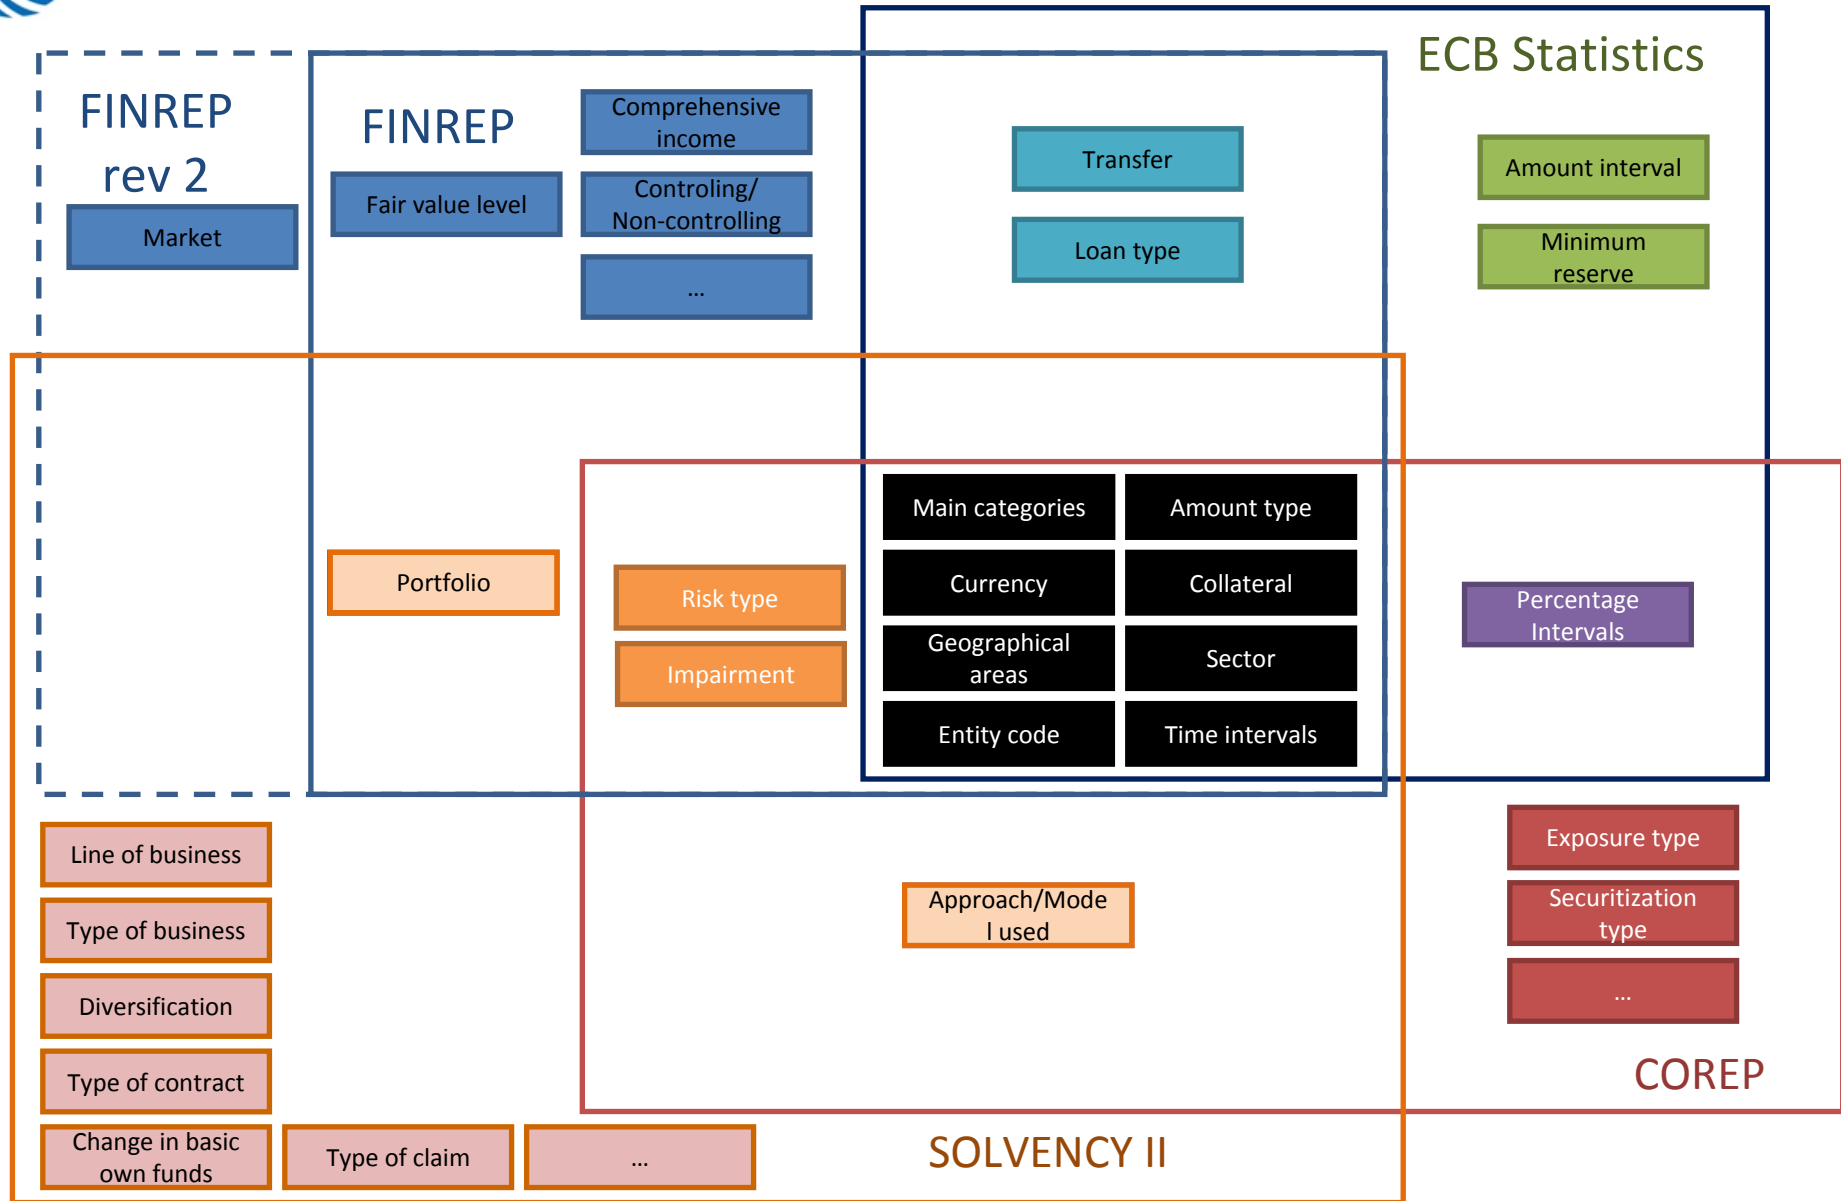 ECB Statistics
FINREP
rev 2
Market
FINREP
Fair value level
Comprehensive
income
Controling/
Non-controlling
...
Transfer
Loan type
Amount interval
Minimum
reserve
Portfolio
Risk type
Impairment
Main categories
Amount type
Currency
Collateral
Geographical
areas
Sector
Entity code
Time intervals
Percentage
Intervals
Line of business
Type of business
Diversification
Type of contract
Change in basic
own funds
Type of claim
...
Approach/Mode
l used
Exposure type
Securitization
type
...
COREP
SOLVENCY II